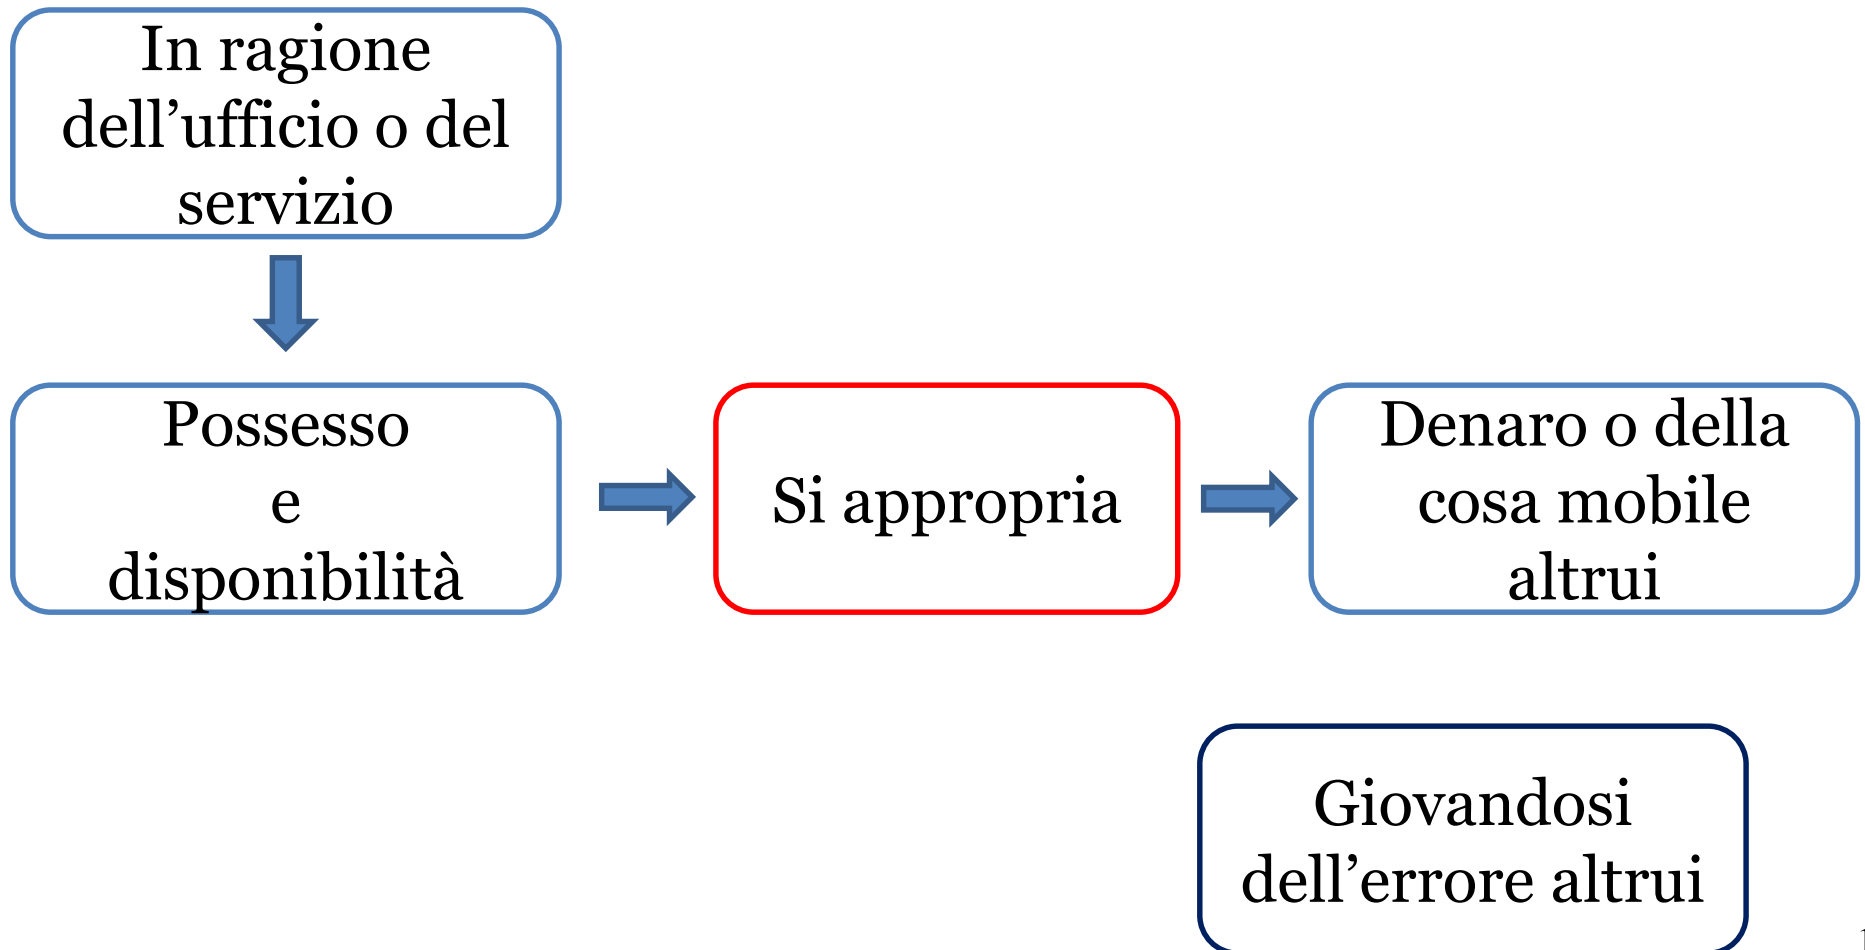 In ragione
dell’ufficio o del
servizio
Possesso
e
disponibilità
Si appropria
Denaro o della
cosa mobile
altrui
Giovandosi
dell’errore altrui